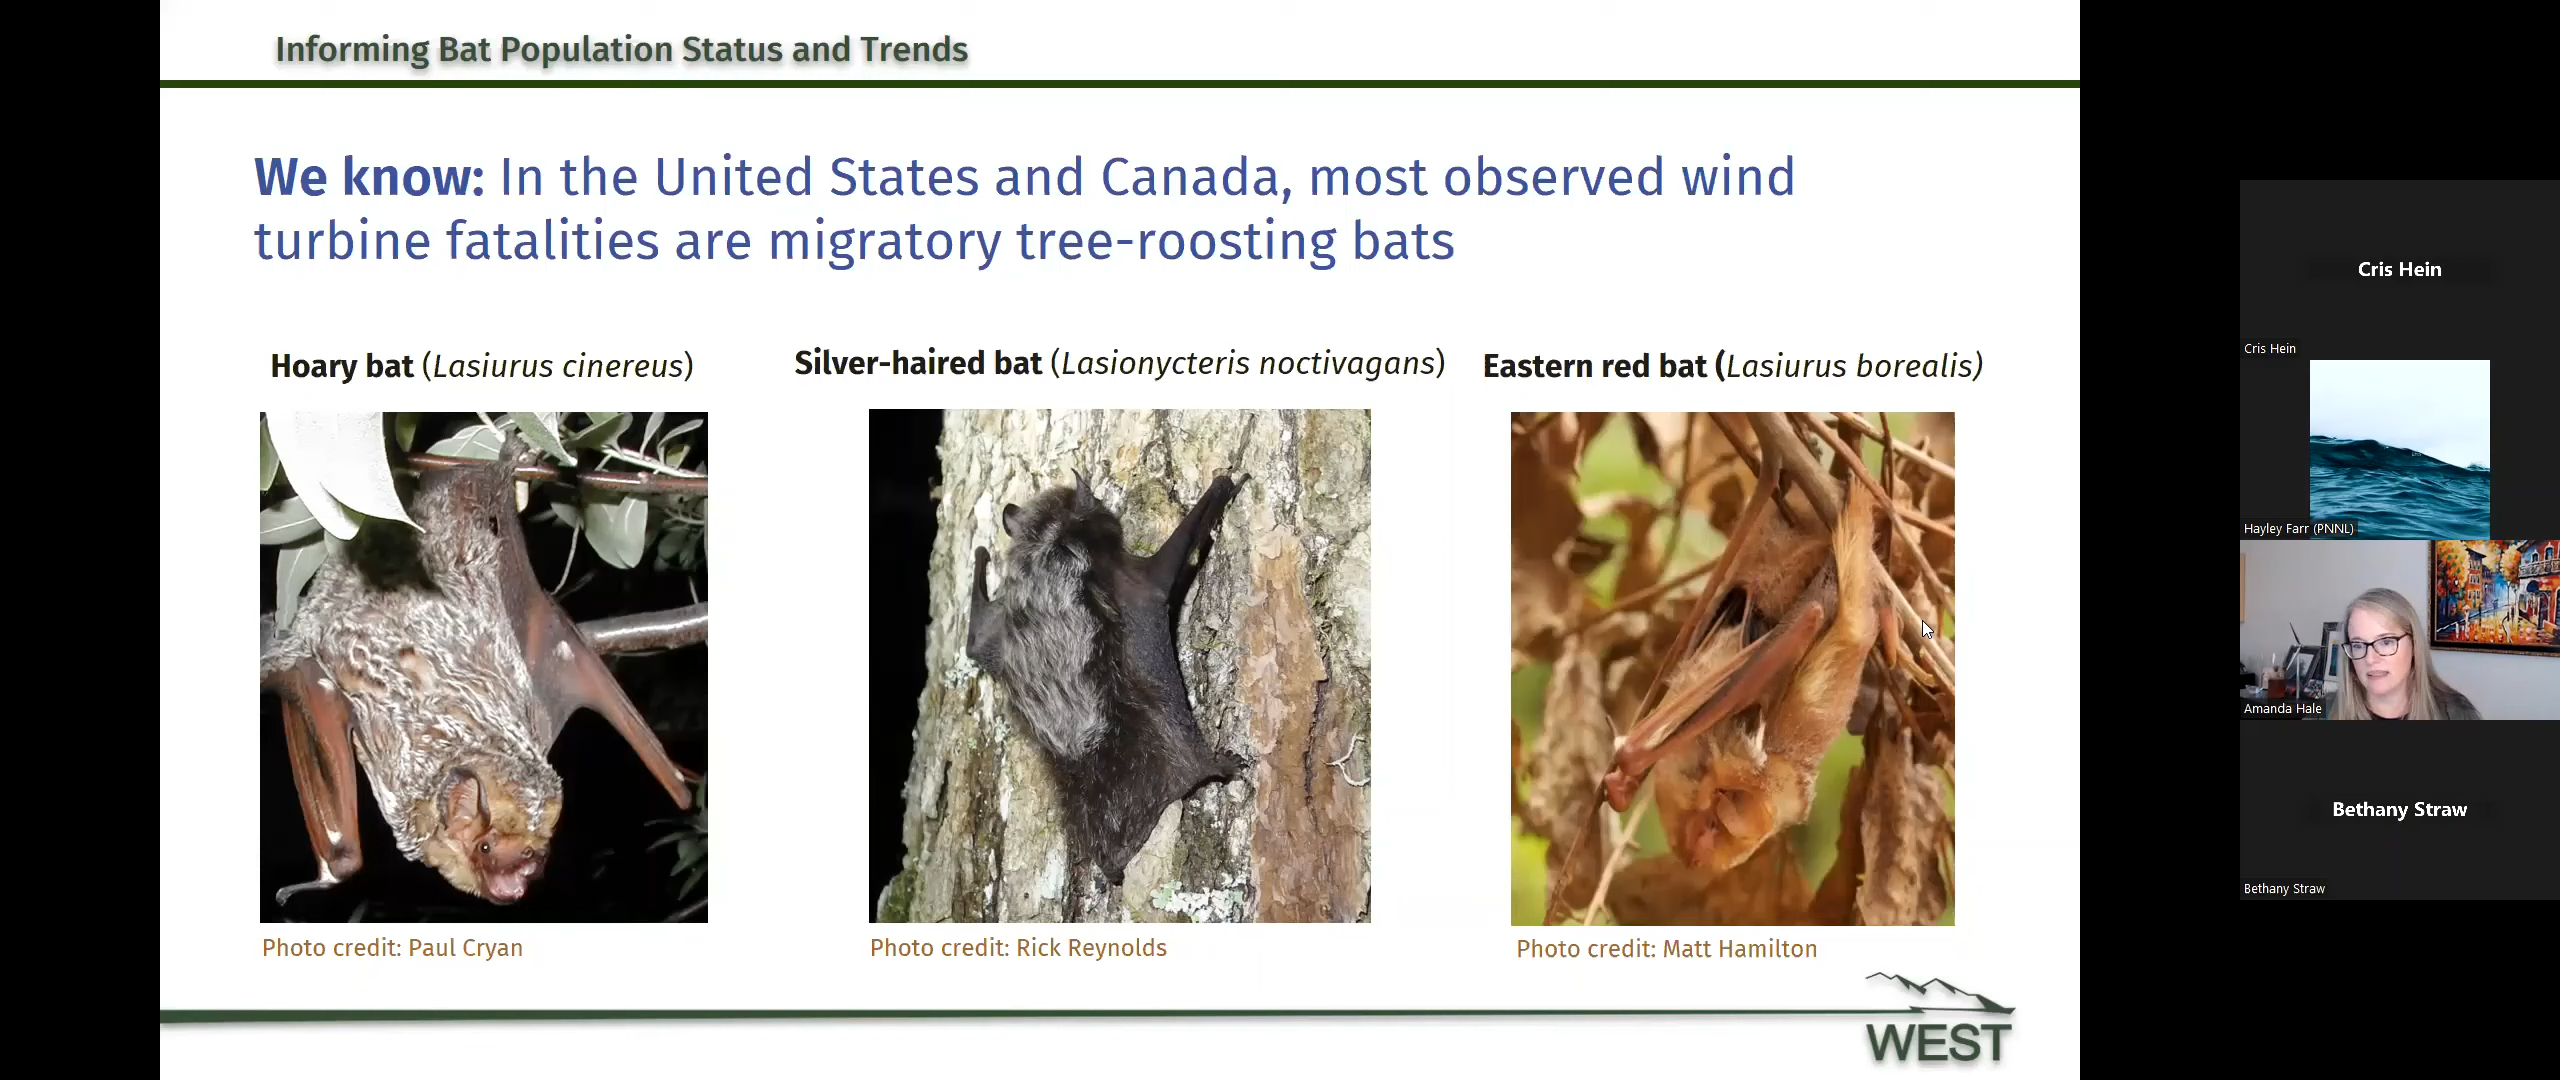 Informing Bat Population Status and Trends
We know: In the United States and Canada, most observed wind
turbine fatalities are migratory tree-roosting bats
Hoary bat (Lasiurus cinereus)
Silver-haired bat (Lasionycteris noctivagans)
Eastern red bat (Lasiurus borealis)
Photo credit: Paul Cryan
Photo credit: Rick Reynolds
Photo credit: Matt Hamilton
WEST
Cris Hein
Cris Hein
Hayley Farr (PNNL)
Amanda Hale
Bethany Straw
Bethany Straw